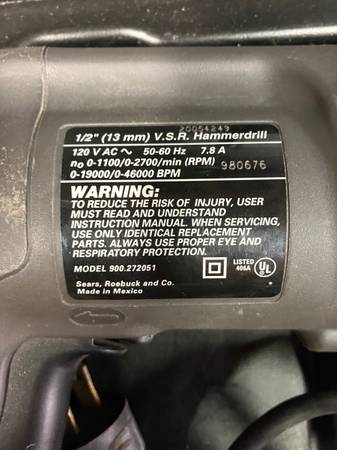 1/2" (13 mm) V.S.R. Hammerdrill
20054249
120 V AC ~ 50-60 Hz 7.8 A
no 0-1100/0-2700/min (RPM) 980676
0-19000/0-46000 BPM
WARNING:
TO REDUCE THE RISK OF INJURY, USER
MUST READ AND UNDERSTAND
INSTRUCTION MANUAL. WHEN SERVICING,
USE ONLY IDENTICAL REPLACEMENT
PARTS. ALWAYS USE PROPER EYE AND
RESPIRATORY PROTECTION.
MODEL 900.272051
LISTED
406A
UL
Sears, Roebuck and Co.
Made in Mexico